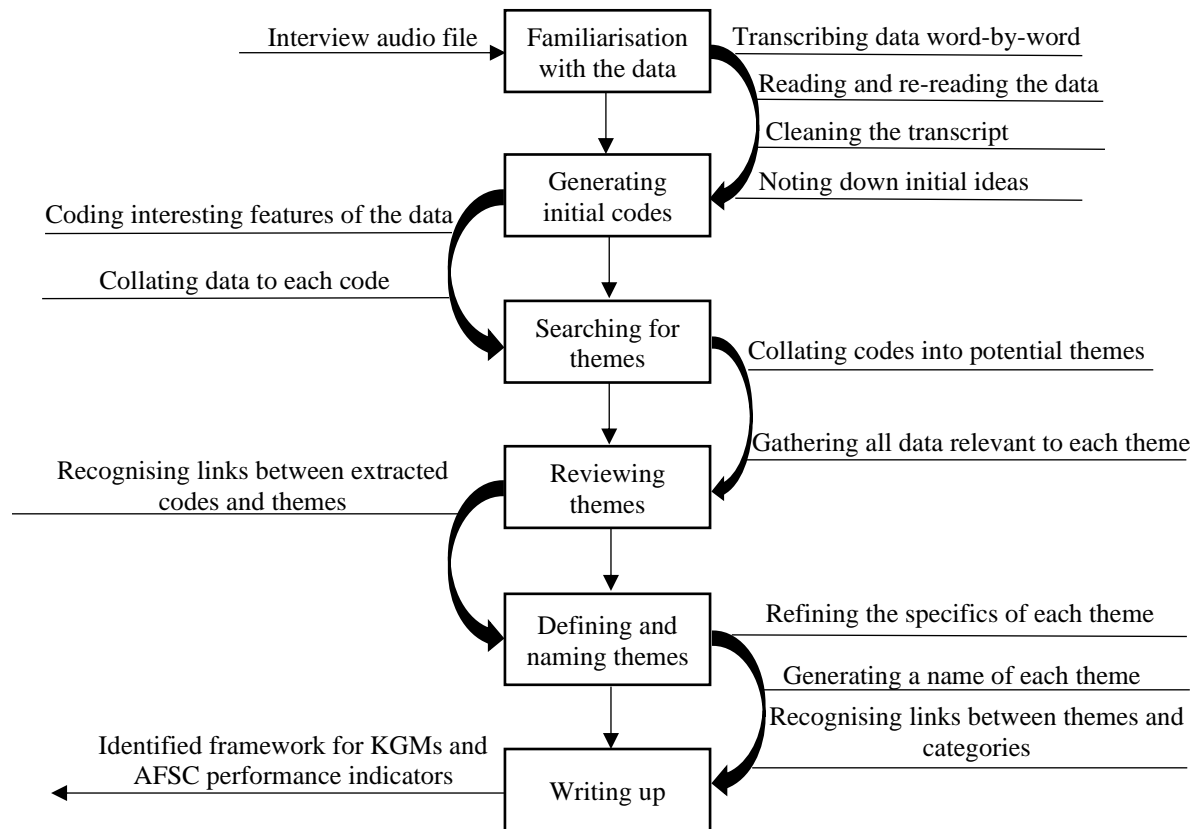 Interview audio file
Familiarisation
with the data
Transcribing data word-by-word
Reading and re-reading the data
Cleaning the transcript
Noting down initial ideas
Generating
initial codes
Coding interesting features of the data
Collating data to each code
Searching for
themes
Collating codes into potential themes
Gathering all data relevant to each theme
Reviewing
themes
Recognising links between extracted
codes and themes
Defining and
naming themes
Refining the specifics of each theme
Generating a name of each theme
Recognising links between themes and
categories
Writing up
Identified framework for KGMs and
AFSC performance indicators